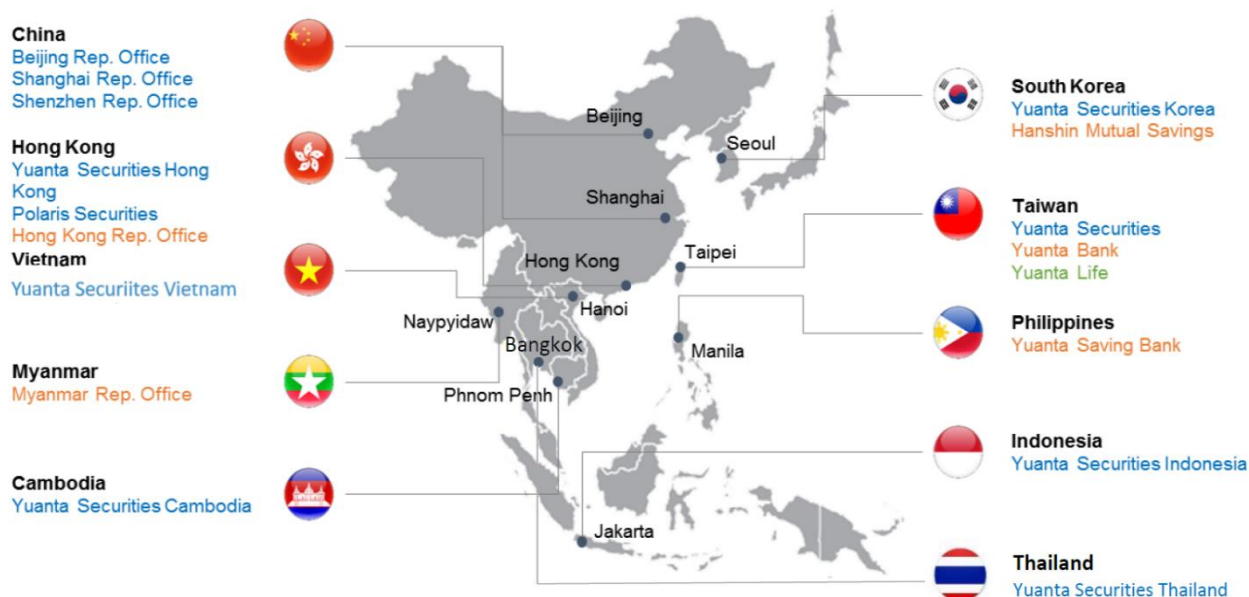 China
Beijing Rep. Office
Shanghai Rep. Office
Shenzhen Rep. Office
Hong Kong
Yuanta Securities Hong
Kong
Polaris Securities
Hong Kong Rep. Office
Vietnam
Yuanta Securiites Vietnam
Myanmar
Myanmar Rep. Office
Cambodia
Yuanta Securities Cambodia
Beijing
Seoul
Shanghai
Taipei
Hong Kong
Hanoi
Naypyidaw
Bangkok
Manila
Phnom Penh
Jakarta
South Korea
Yuanta Securities Korea
Hanshin Mutual Savings
Taiwan
Yuanta Securities
Yuanta Bank
Yuanta Life
Philippines
Yuanta Saving Bank
Indonesia
Yuanta Securities Indonesia
Thailand
Yuanta Securities Thailand